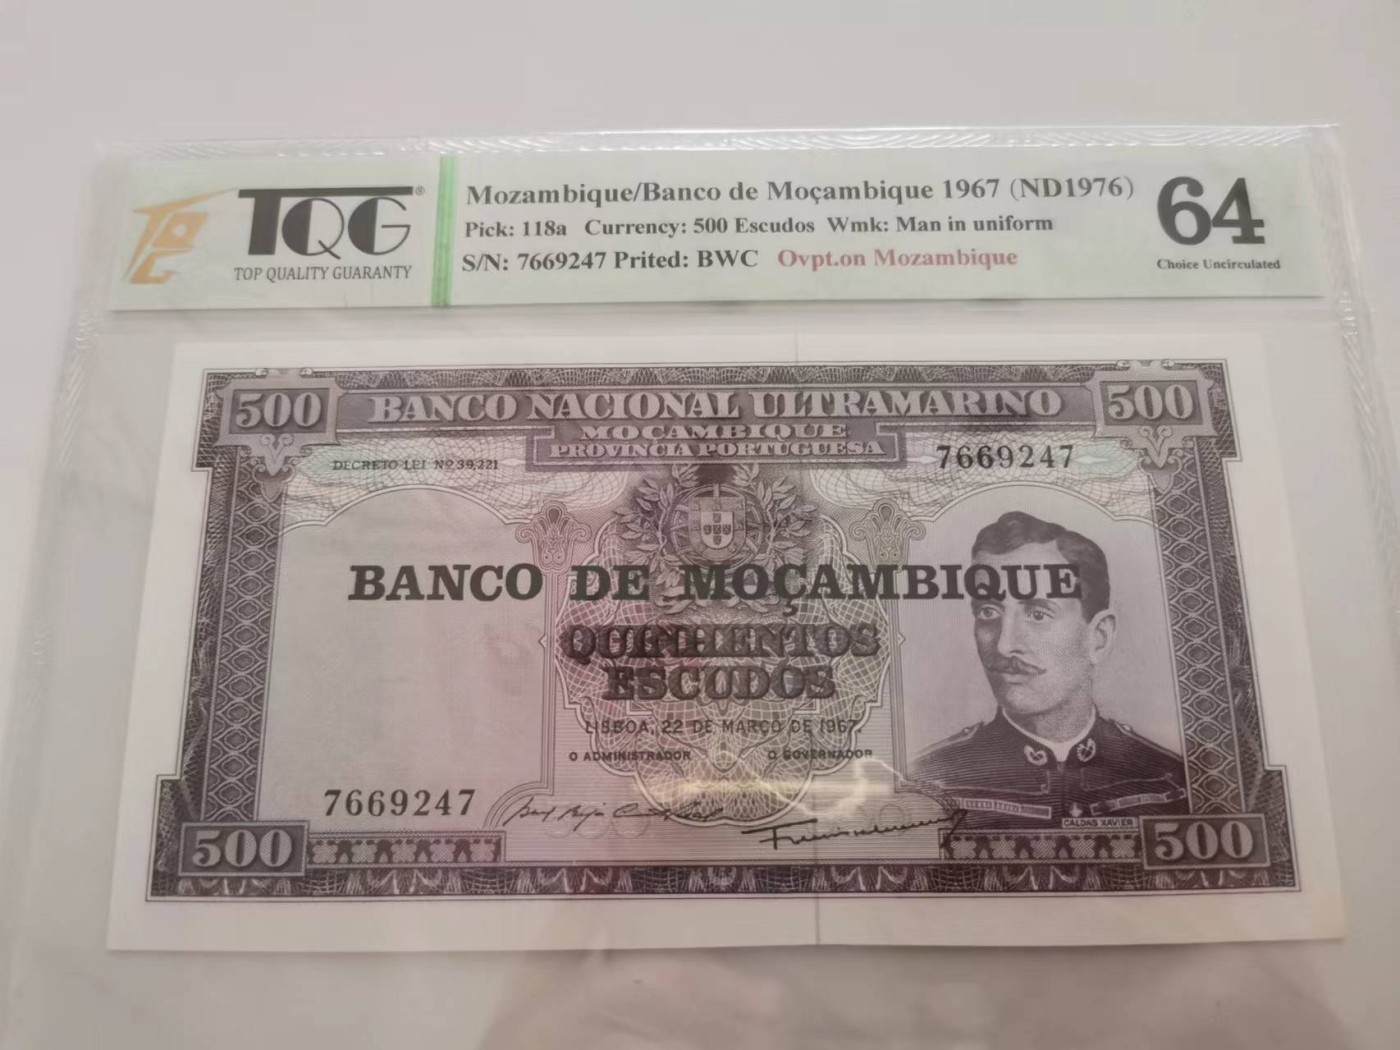 TQG®
TOP QUALITY GUARANTY
Mozambique/Banco de Moçambique 1967 (ND1976)
Pick: 118a Currency: 500 Escudos Wmk: Man in uniform
S/N: 7669247 Prited: BWC Ovpt.on Mozambique
64
Choice Uncirculated
500 BANCO NACIONAL ULTRAMARINO 500
MOÇAMBIQUE
PROVINCIA PORTUGUESA
DECRETO-LEI Nº 39,221
7669247
BANCO DE MOÇAMBIQUE
QUINHENTOS
ESCUDOS
LISBOA, 22 DE MARÇO DE 1967.
O ADMINISTRADOR O GOVERNADOR
7669247
CALDAS XAVIER
500 500